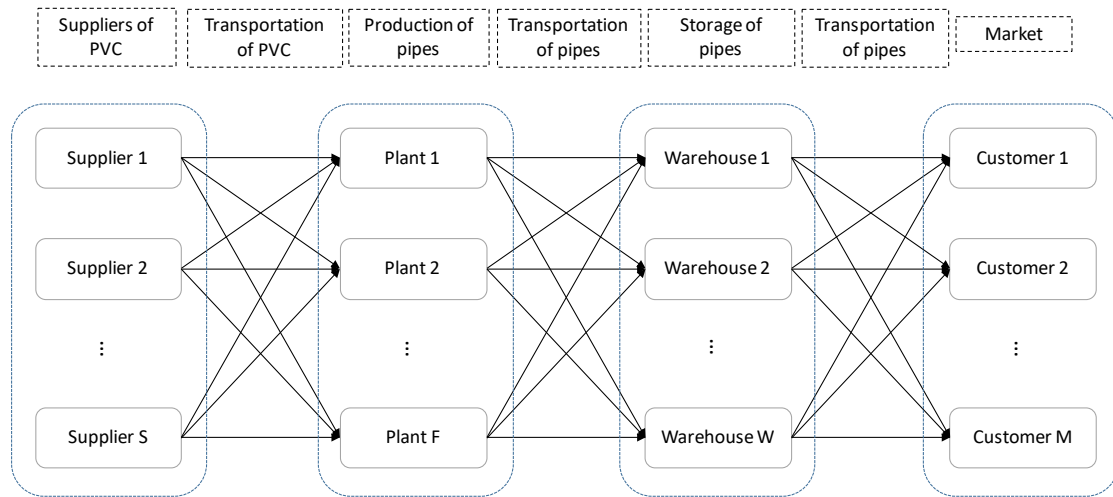 Suppliers of
PVC
Transportation
of PVC
Production of
pipes
Transportation
of pipes
Storage of
pipes
Transportation
of pipes
Market
Supplier 1
Plant 1
Warehouse 1
Customer 1
Supplier 2
Plant 2
Warehouse 2
Customer 2
...
...
...
...
Supplier S
Plant F
Warehouse W
Customer M